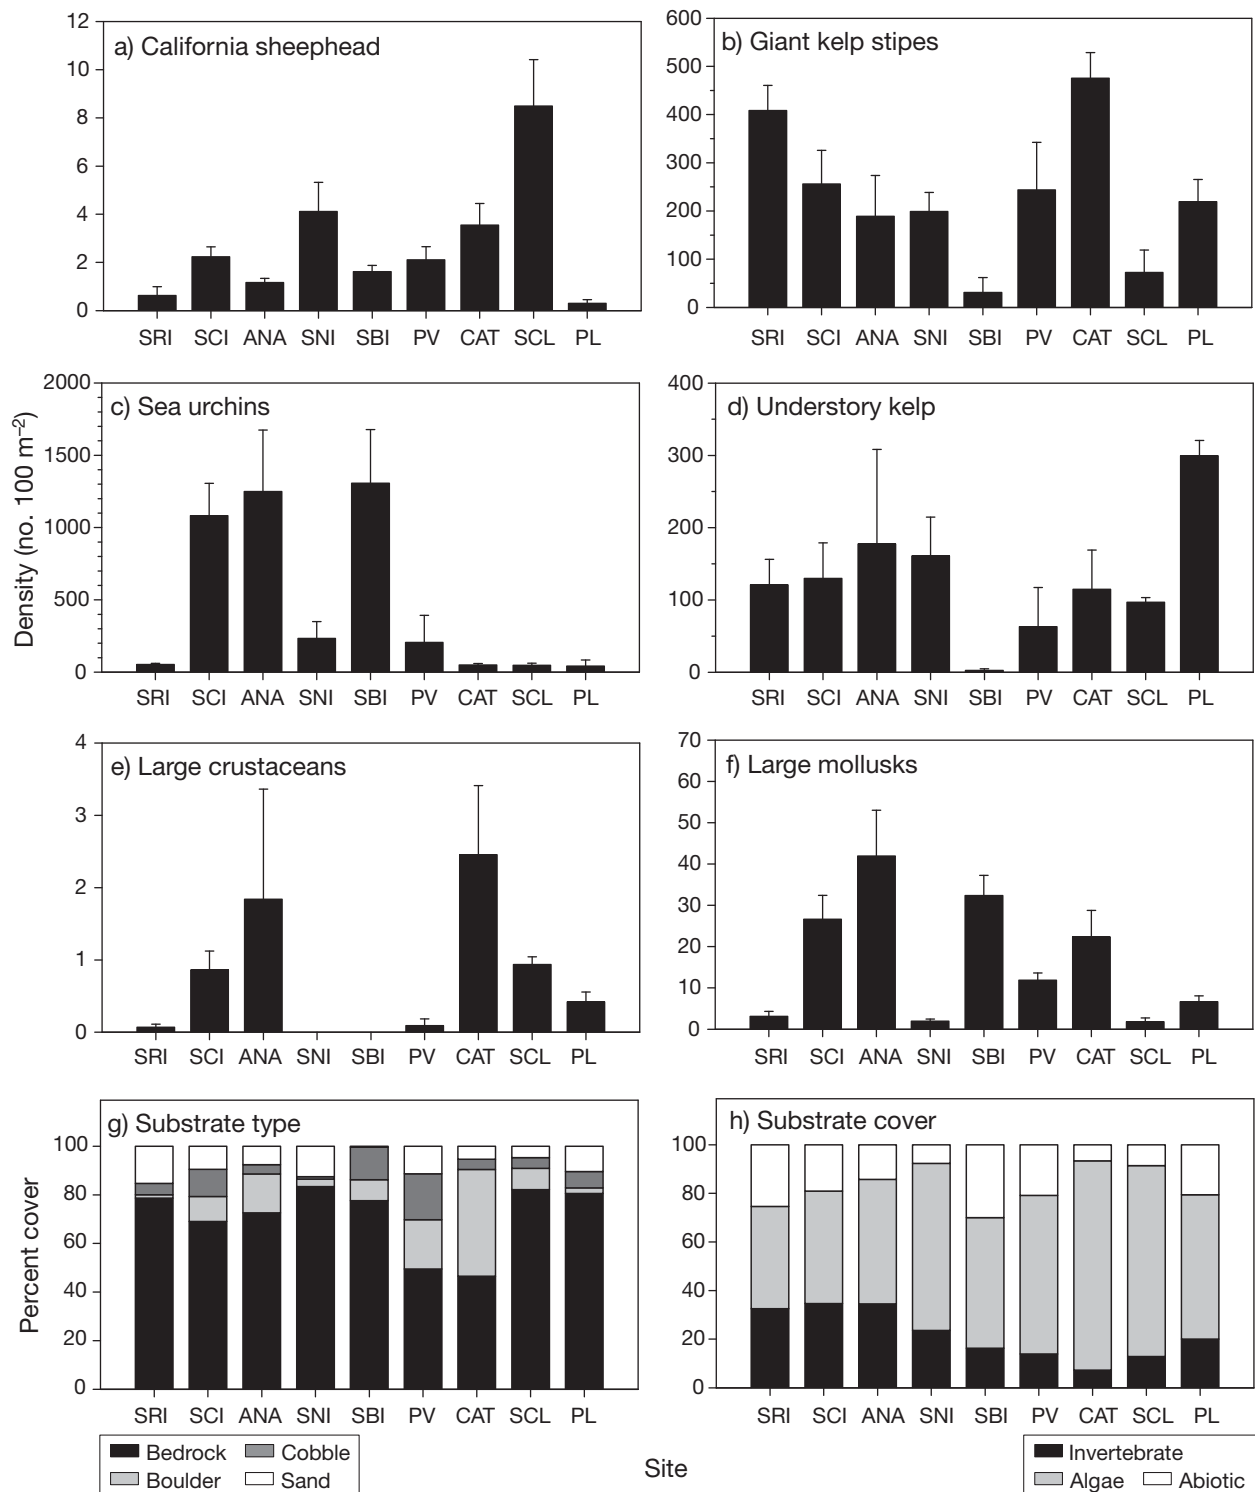 a) California sheephead
12
10
8
6
4
2
0
SRI SCI ANA SNI SBI PV CAT SCL PL
b) Giant kelp stipes
600
500
400
300
200
100
0
SRI SCI ANA SNI SBI PV CAT SCL PL
c) Sea urchins
2000
1500
1000
500
0
SRI SCI ANA SNI SBI PV CAT SCL PL
d) Understory kelp
400
300
200
100
0
SRI SCI ANA SNI SBI PV CAT SCL PL
Density (no. 100 m⁻²)
e) Large crustaceans
4
3
2
1
0
SRI SCI ANA SNI SBI PV CAT SCL PL
f) Large mollusks
70
60
50
40
30
20
10
0
SRI SCI ANA SNI SBI PV CAT SCL PL
g) Substrate type
100
80
60
40
20
0
SRI SCI ANA SNI SBI PV CAT SCL PL
h) Substrate cover
100
80
60
40
20
0
SRI SCI ANA SNI SBI PV CAT SCL PL
Percent cover
Bedrock Cobble
Boulder Sand
Site
Invertebrate
Algae Abiotic